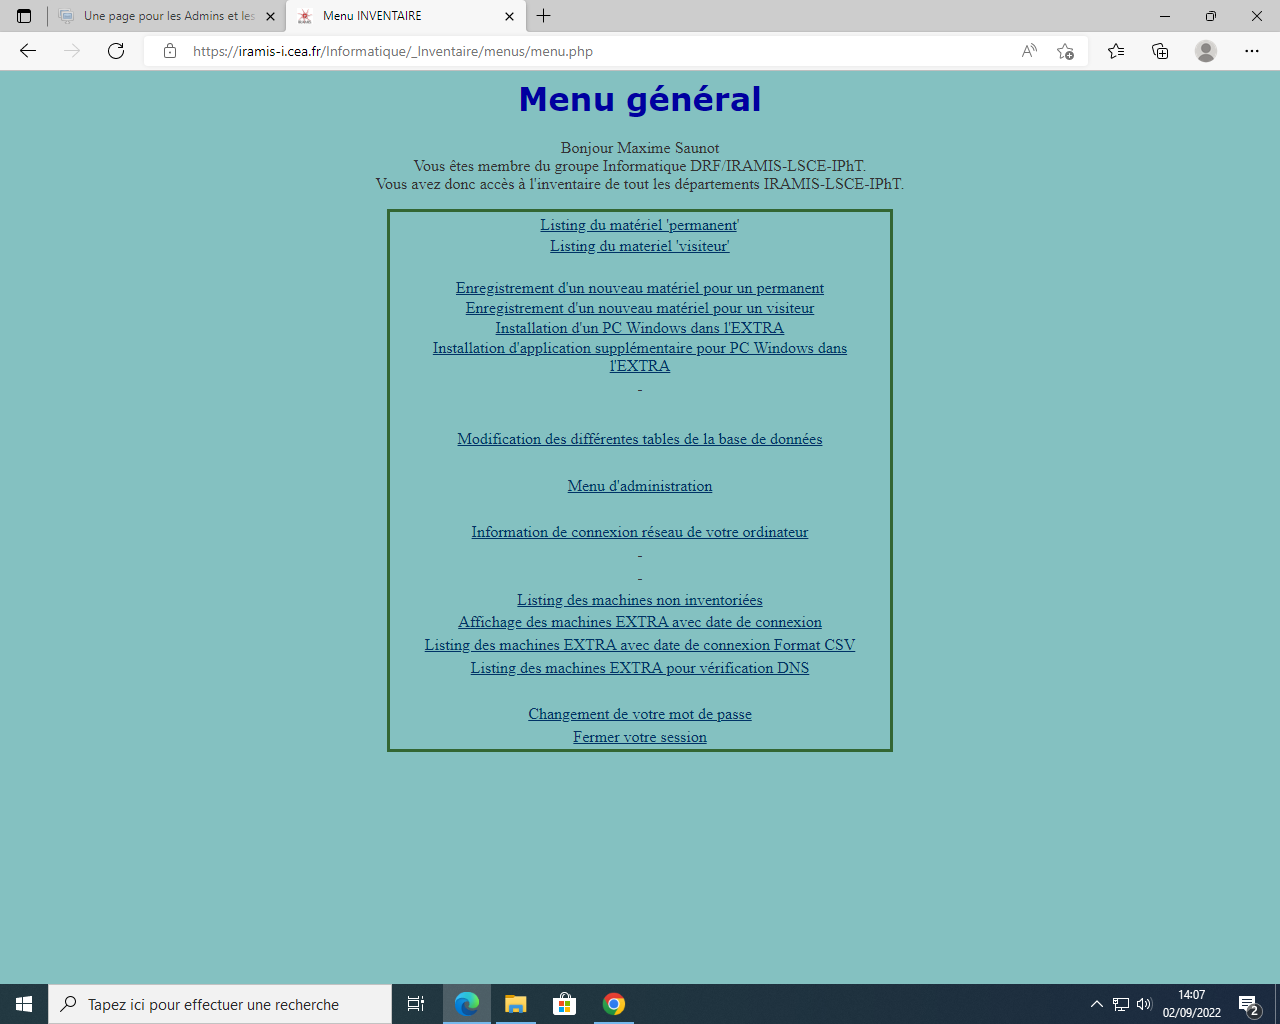 Une page pour les Admins et les
Menu INVENTAIRE
https://iramis-i.cea.fr/Informatique/_Inventaire/menus/menu.php
Menu général
Bonjour Maxime Saunot
Vous êtes membre du groupe Informatique DRF/IRAMIS-LSCE-IPhT.
Vous avez donc accès à l'inventaire de tout les départements IRAMIS-LSCE-IPhT.
Listing du matériel 'permanent'
Listing du materiel 'visiteur'
Enregistrement d'un nouveau matériel pour un permanent
Enregistrement d'un nouveau matériel pour un visiteur
Installation d'un PC Windows dans l'EXTRA
Installation d'application supplémentaire pour PC Windows dans
l'EXTRA
-
Modification des différentes tables de la base de données
Menu d'administration
Information de connexion réseau de votre ordinateur
-
-
Listing des machines non inventoriées
Affichage des machines EXTRA avec date de connexion
Listing des machines EXTRA avec date de connexion Format CSV
Listing des machines EXTRA pour vérification DNS
Changement de votre mot de passe
Fermer votre session
Tapez ici pour effectuer une recherche
14:07
02/09/2022
2